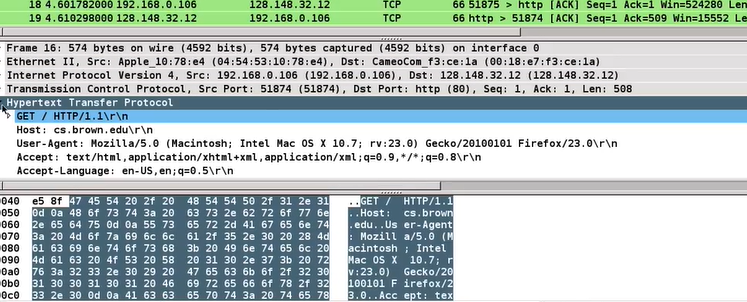 18 4.601782000 192.168.0.106 128.148.32.12 TCP 66 51875 > http [ACK] Seq=1 Ack=1 Win=524280
19 4.610298000 128.148.32.12 192.168.0.106 TCP 66 http > 51874 [ACK] Seq=1 Ack=509 Win=15552
Frame 16: 574 bytes on wire (4592 bits), 574 bytes captured (4592 bits) on interface 0
Ethernet II, Src: Apple_10:78:e4 (04:54:53:10:78:e4), Dst: CameoCom_f3:ce:1a (00:18:e7:f3:ce:1a)
Internet Protocol Version 4, Src: 192.168.0.106 (192.168.0.106), Dst: 128.148.32.12 (128.148.32.12)
Transmission Control Protocol, Src Port: 51874 (51874), Dst Port: http (80), Seq: 1, Ack: 1, Len: 508
Hypertext Transfer Protocol
GET / HTTP/1.1\r\n
Host: cs.brown.edu\r\n
User-Agent: Mozilla/5.0 (Macintosh; Intel Mac OS X 10.7; rv:23.0) Gecko/20100101 Firefox/23.0\r\n
Accept: text/html,application/xhtml+xml,application/xml;q=0.9,*/*;q=0.8\r\n
Accept-Language: en-US,en;q=0.5\r\n
0040 e5 8f 47 45 54 20 2f 20 48 54 54 50 2f 31 2e 31 ..GET / HTTP/1.1
0050 0d 0a 48 6f 73 74 3a 20 63 73 2e 62 72 6f 77 6e ..Host: cs.brown
0060 2e 65 64 75 0d 0a 55 73 65 72 2d 41 67 65 6e 74 .edu..Us er-Agent
0070 3a 20 4d 6f 7a 69 6c 6c 61 2f 35 2e 30 20 28 4d : Mozill a/5.0 (M
0080 61 63 69 6e 74 6f 73 68 3b 20 49 6e 74 65 6c 20 acintosh ; Intel
0090 4d 61 63 20 4f 53 20 58 20 31 30 2e 37 3b 20 72 Mac OS X 10.7; r
00a0 76 3a 32 33 2e 30 29 20 47 65 63 6b 6f 2f 32 30 v:23.0) Gecko/20
00b0 31 30 30 31 30 31 20 46 69 72 65 66 6f 78 2f 32 100101 F irefox/2
00c0 33 2e 30 0d 0a 41 63 63 65 70 74 3a 20 74 65 78 3.0..Acc ept: tex